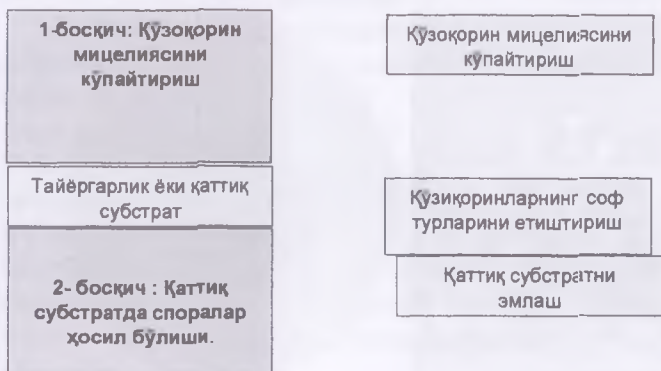 1-босқич: Қўзоқорин
мицелиясини
кўпайтириш
Тайёргарлик ёки қаттиқ
субстрат
2- босқич : Қаттиқ
субстратда споралар
ҳосил бўлиши.
Қўзоқорин мицелиясини
кўпайтириш
Қўзиқоринларнинг соф
турларини етиштириш
Қаттиқ субстратни
эмлаш